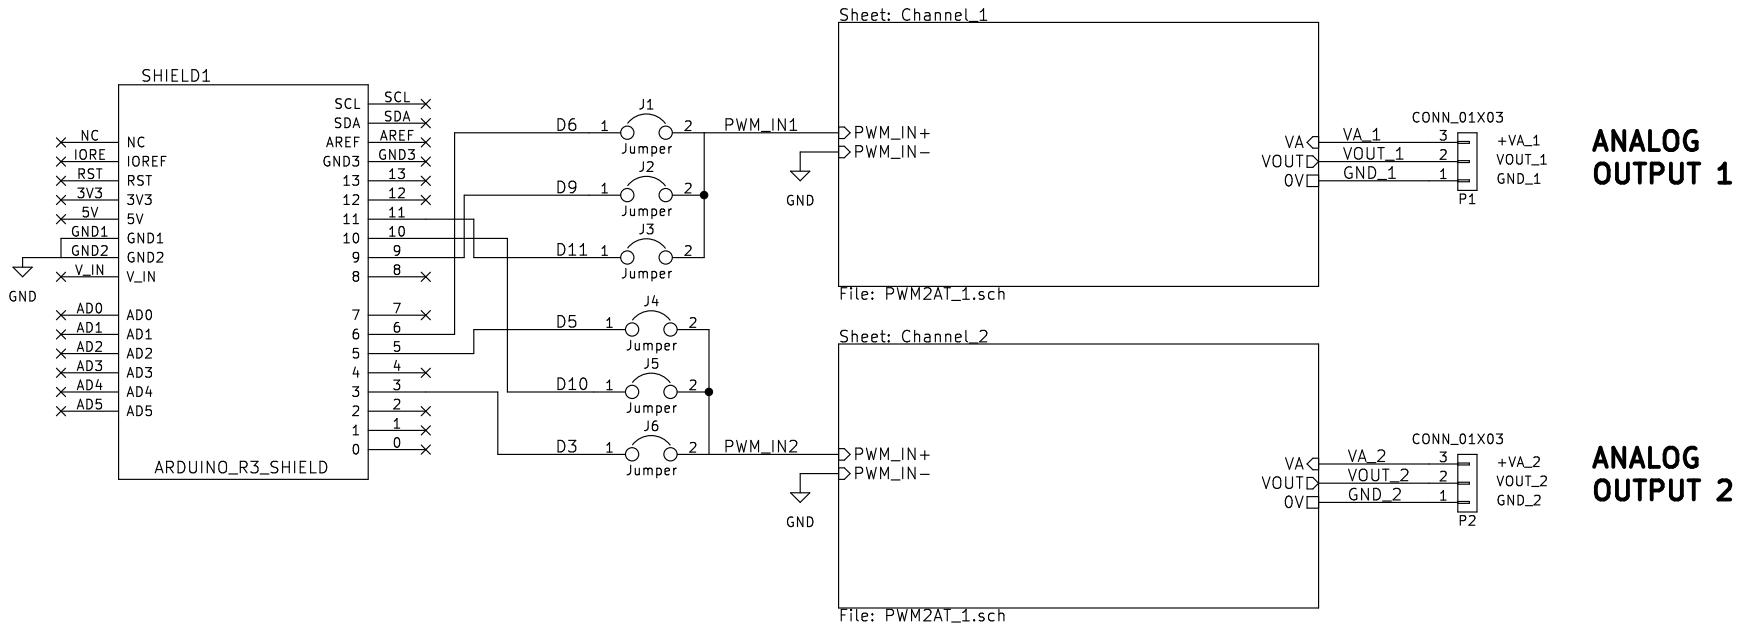 Sheet: Channel_1
SHIELD1
NC NC
IORE IOREF
RST RST
3V3 3V3
5V 5V
GND1 GND1
GND2 GND2
V_IN V_IN
GND
AD0 AD0
AD1 AD1
AD2 AD2
AD3 AD3
AD4 AD4
AD5 AD5
SCL SCL
SDA SDA
AREF AREF
GND3 GND3
13 13
12 12
11 11
10 10
9 9
8 8
7 7
6 6
5 5
4 4
3 3
2 2
1 1
0 0
ARDUINO_R3_SHIELD
J1
D6 1 2 PWM_IN1
Jumper
J2
D9 1 2
Jumper
J3
D11 1 2
Jumper
J4
D5 1 2
Jumper
J5
D10 1 2
Jumper
J6
D3 1 2 PWM_IN2
Jumper
PWM_IN+
PWM_IN-
GND
VA VA_1 3 +VA_1
VOUT VOUT_1 2 VOUT_1
0V GND_1 1 GND_1
CONN_01X03
P1
ANALOG
OUTPUT 1
File: PWM2AT_1.sch
Sheet: Channel_2
PWM_IN+
PWM_IN-
GND
VA VA_2 3 +VA_2
VOUT VOUT_2 2 VOUT_2
0V GND_2 1 GND_2
CONN_01X03
P2
ANALOG
OUTPUT 2
File: PWM2AT_1.sch